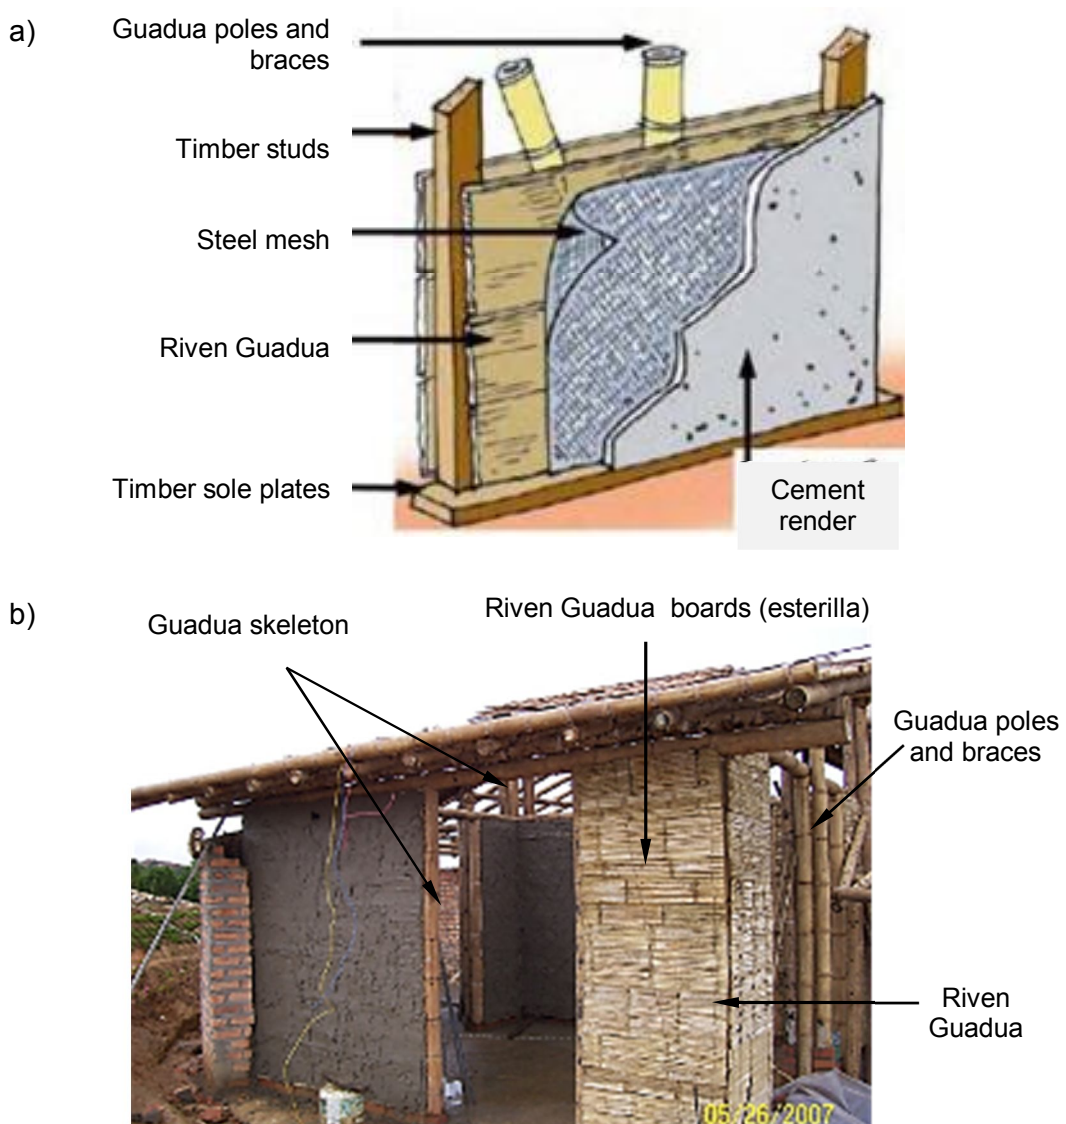 a)
Guadua poles and
braces
Timber studs
Steel mesh
Riven Guadua
Timber sole plates
Cement
render
b)
Guadua skeleton
Riven Guadua boards (esterilla)
Guadua poles
and braces
Riven
Guadua
05/26/2007